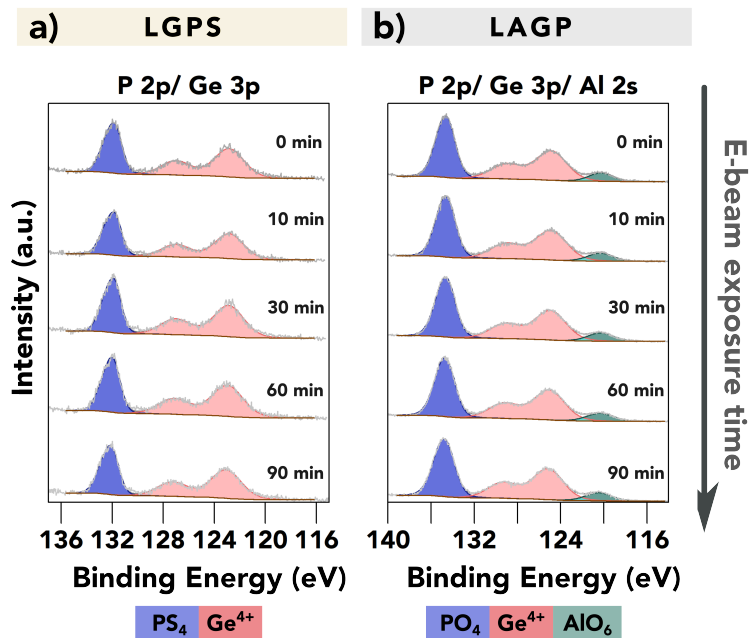 a) LGPS
b) LAGP
P 2p/ Ge 3p
P 2p/ Ge 3p/ Al 2s
0 min
10 min
30 min
60 min
90 min
0 min
10 min
30 min
60 min
90 min
Intensity (a.u.)
E-beam exposure time
136 132 128 124 120 116
140 132 124 116
Binding Energy (eV)
Binding Energy (eV)
PS₄ Ge⁴⁺
PO₄ Ge⁴⁺ AlO₆